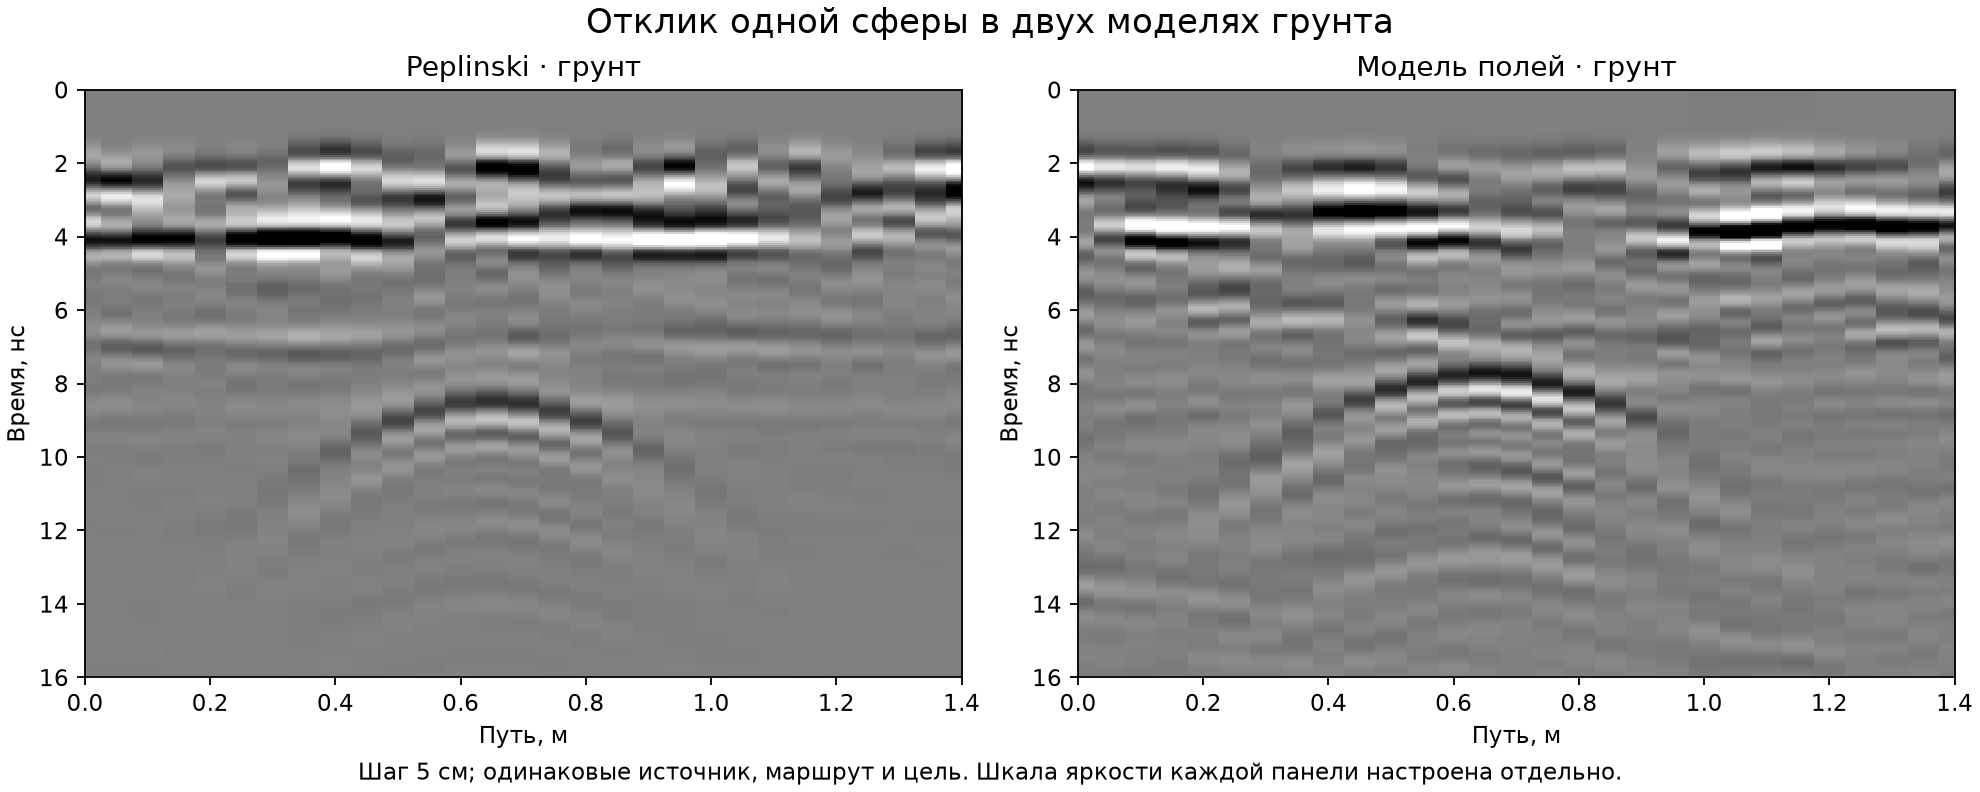 Отклик одной сферы в двух моделях грунта
Peplinski · грунт
Модель полей · грунт
0
2
4
6
8
10
12
14
16
Время, нс
0.0 0.2 0.4 0.6 0.8 1.0 1.2 1.4
Путь, м
0
2
4
6
8
10
12
14
16
Время, нс
0.0 0.2 0.4 0.6 0.8 1.0 1.2 1.4
Путь, м
Шаг 5 см; одинаковые источник, маршрут и цель. Шкала яркости каждой панели настроена отдельно.